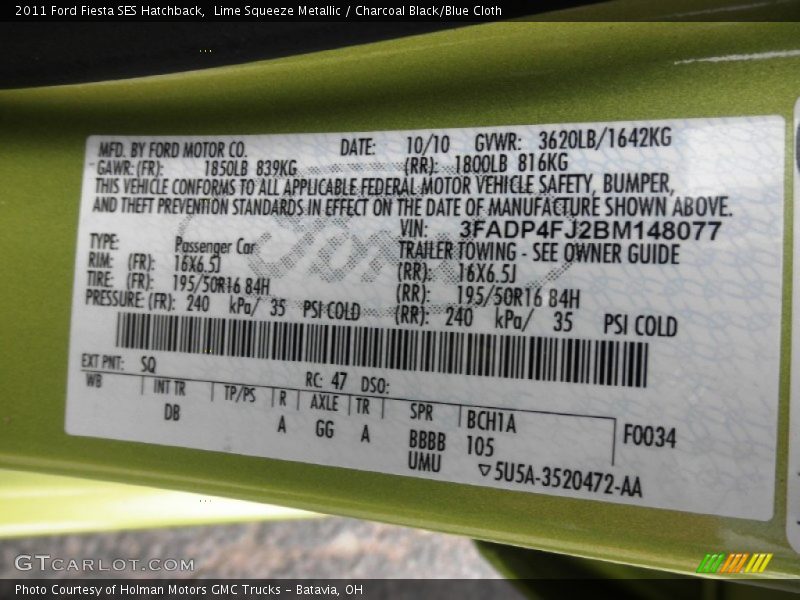 2011 Ford Fiesta SES Hatchback,  Lime Squeeze Metallic / Charcoal Black/Blue Cloth
MFD. BY FORD MOTOR CO. DATE: 10/10 GVWR: 3620LB/1642KG
GAWR:(FR): 1850LB 839KG (RR): 1800LB 816KG
THIS VEHICLE CONFORMS TO ALL APPLICABLE FEDERAL MOTOR VEHICLE SAFETY, BUMPER,
AND THEFT PREVENTION STANDARDS IN EFFECT ON THE DATE OF MANUFACTURE SHOWN ABOVE.
VIN: 3FADP4FJ2BM148077
TYPE: Passenger Car TRAILER TOWING - SEE OWNER GUIDE
RIM: (FR): 16X6.5J (RR): 16X6.5J
TIRE: (FR): 195/50R16 84H (RR): 195/50R16 84H
PRESSURE:(FR): 240 kPa/ 35 PSI COLD (RR): 240 kPa/ 35 PSI COLD
EXT PNT: SQ RC: 47 DSO:
WB INT TR TP/PS R AXLE TR SPR BCH1A
DB A GG A BBBB 105 F0034
UMU ▽5U5A-3520472-AA
Ford
GTCarLot.com
Photo Courtesy of Holman Motors GMC Trucks - Batavia, OH